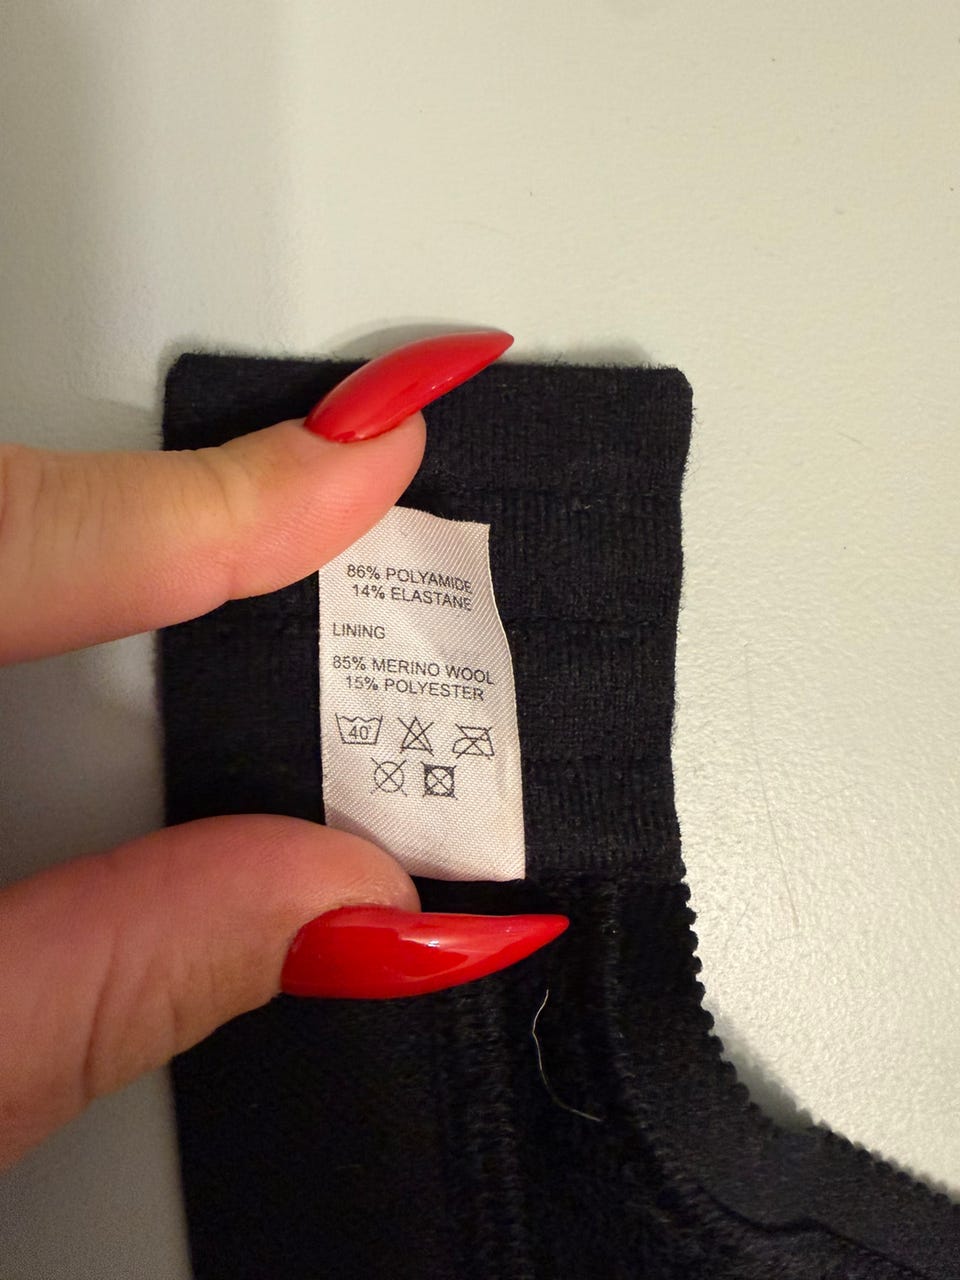 86% POLYAMIDE
14% ELASTANE
LINING
85% MERINO WOOL
15% POLYESTER
40